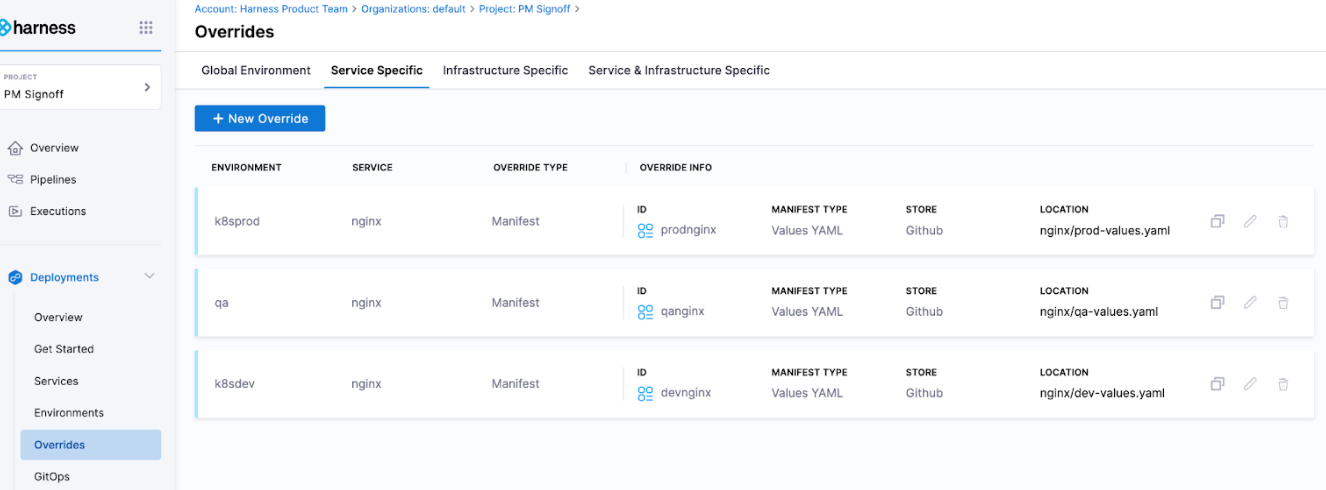 Account: Harness Product Team > Organizations: default > Project: PM Signoff >
harness
Overrides
PROJECT
PM Signoff
Global Environment Service Specific Infrastructure Specific Service & Infrastructure Specific
+ New Override
Overview
Pipelines
Executions
Deployments
Overview
Get Started
Services
Environments
Overrides
GitOps
ENVIRONMENT SERVICE OVERRIDE TYPE OVERRIDE INFO
ID MANIFEST TYPE STORE LOCATION
k8sprod nginx Manifest prodnginx Values YAML Github nginx/prod-values.yaml
ID MANIFEST TYPE STORE LOCATION
qa nginx Manifest qanginx Values YAML Github nginx/qa-values.yaml
ID MANIFEST TYPE STORE LOCATION
k8sdev nginx Manifest devnginx Values YAML Github nginx/dev-values.yaml